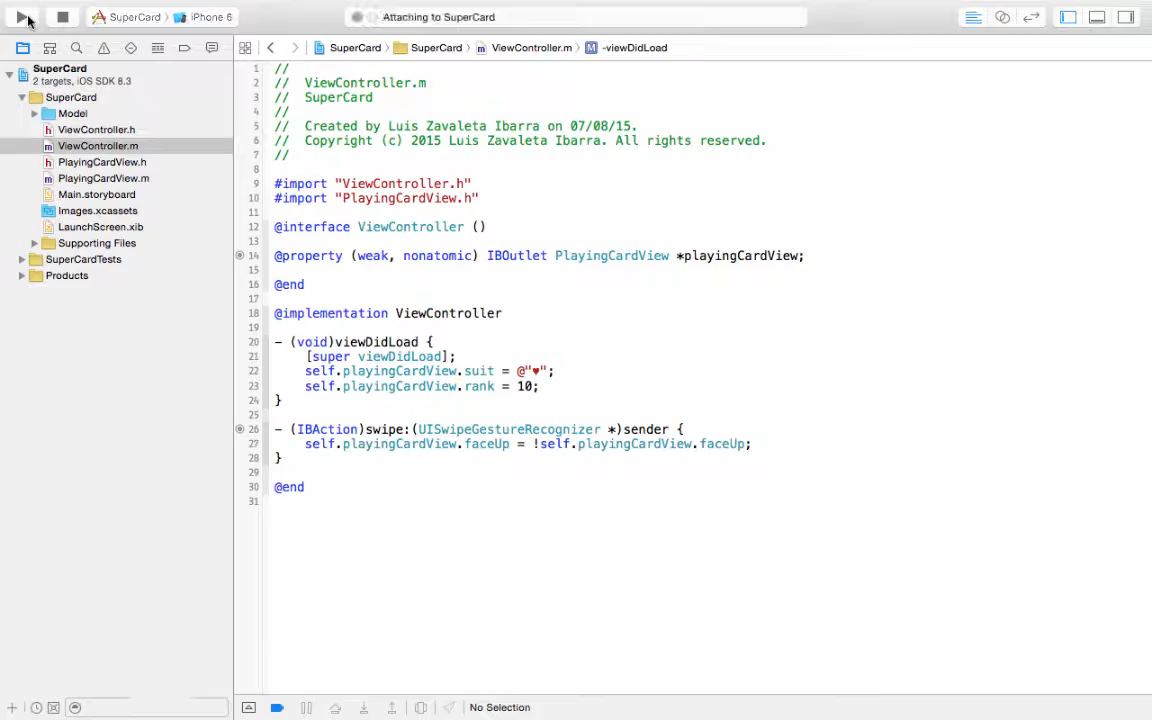 SuperCard iPhone 6 Attaching to SuperCard
SuperCard SuperCard ViewController.m -viewDidLoad
SuperCard
2 targets, iOS SDK 8.3
SuperCard
Model
ViewController.h
ViewController.m
PlayingCardView.h
PlayingCardView.m
Main.storyboard
Images.xcassets
LaunchScreen.xib
Supporting Files
SuperCardTests
Products
1 //
2 // ViewController.m
3 // SuperCard
4 //
5 // Created by Luis Zavaleta Ibarra on 07/08/15.
6 // Copyright (c) 2015 Luis Zavaleta Ibarra. All rights reserved.
7 //
8
9 #import "ViewController.h"
10 #import "PlayingCardView.h"
11
12 @interface ViewController ()
13
14 @property (weak, nonatomic) IBOutlet PlayingCardView *playingCardView;
15
16 @end
17
18 @implementation ViewController
19
20 - (void)viewDidLoad {
21 [super viewDidLoad];
22 self.playingCardView.suit = @"♥";
23 self.playingCardView.rank = 10;
24 }
25
26 - (IBAction)swipe:(UISwipeGestureRecognizer *)sender {
27 self.playingCardView.faceUp = !self.playingCardView.faceUp;
28 }
29
30 @end
31
No Selection